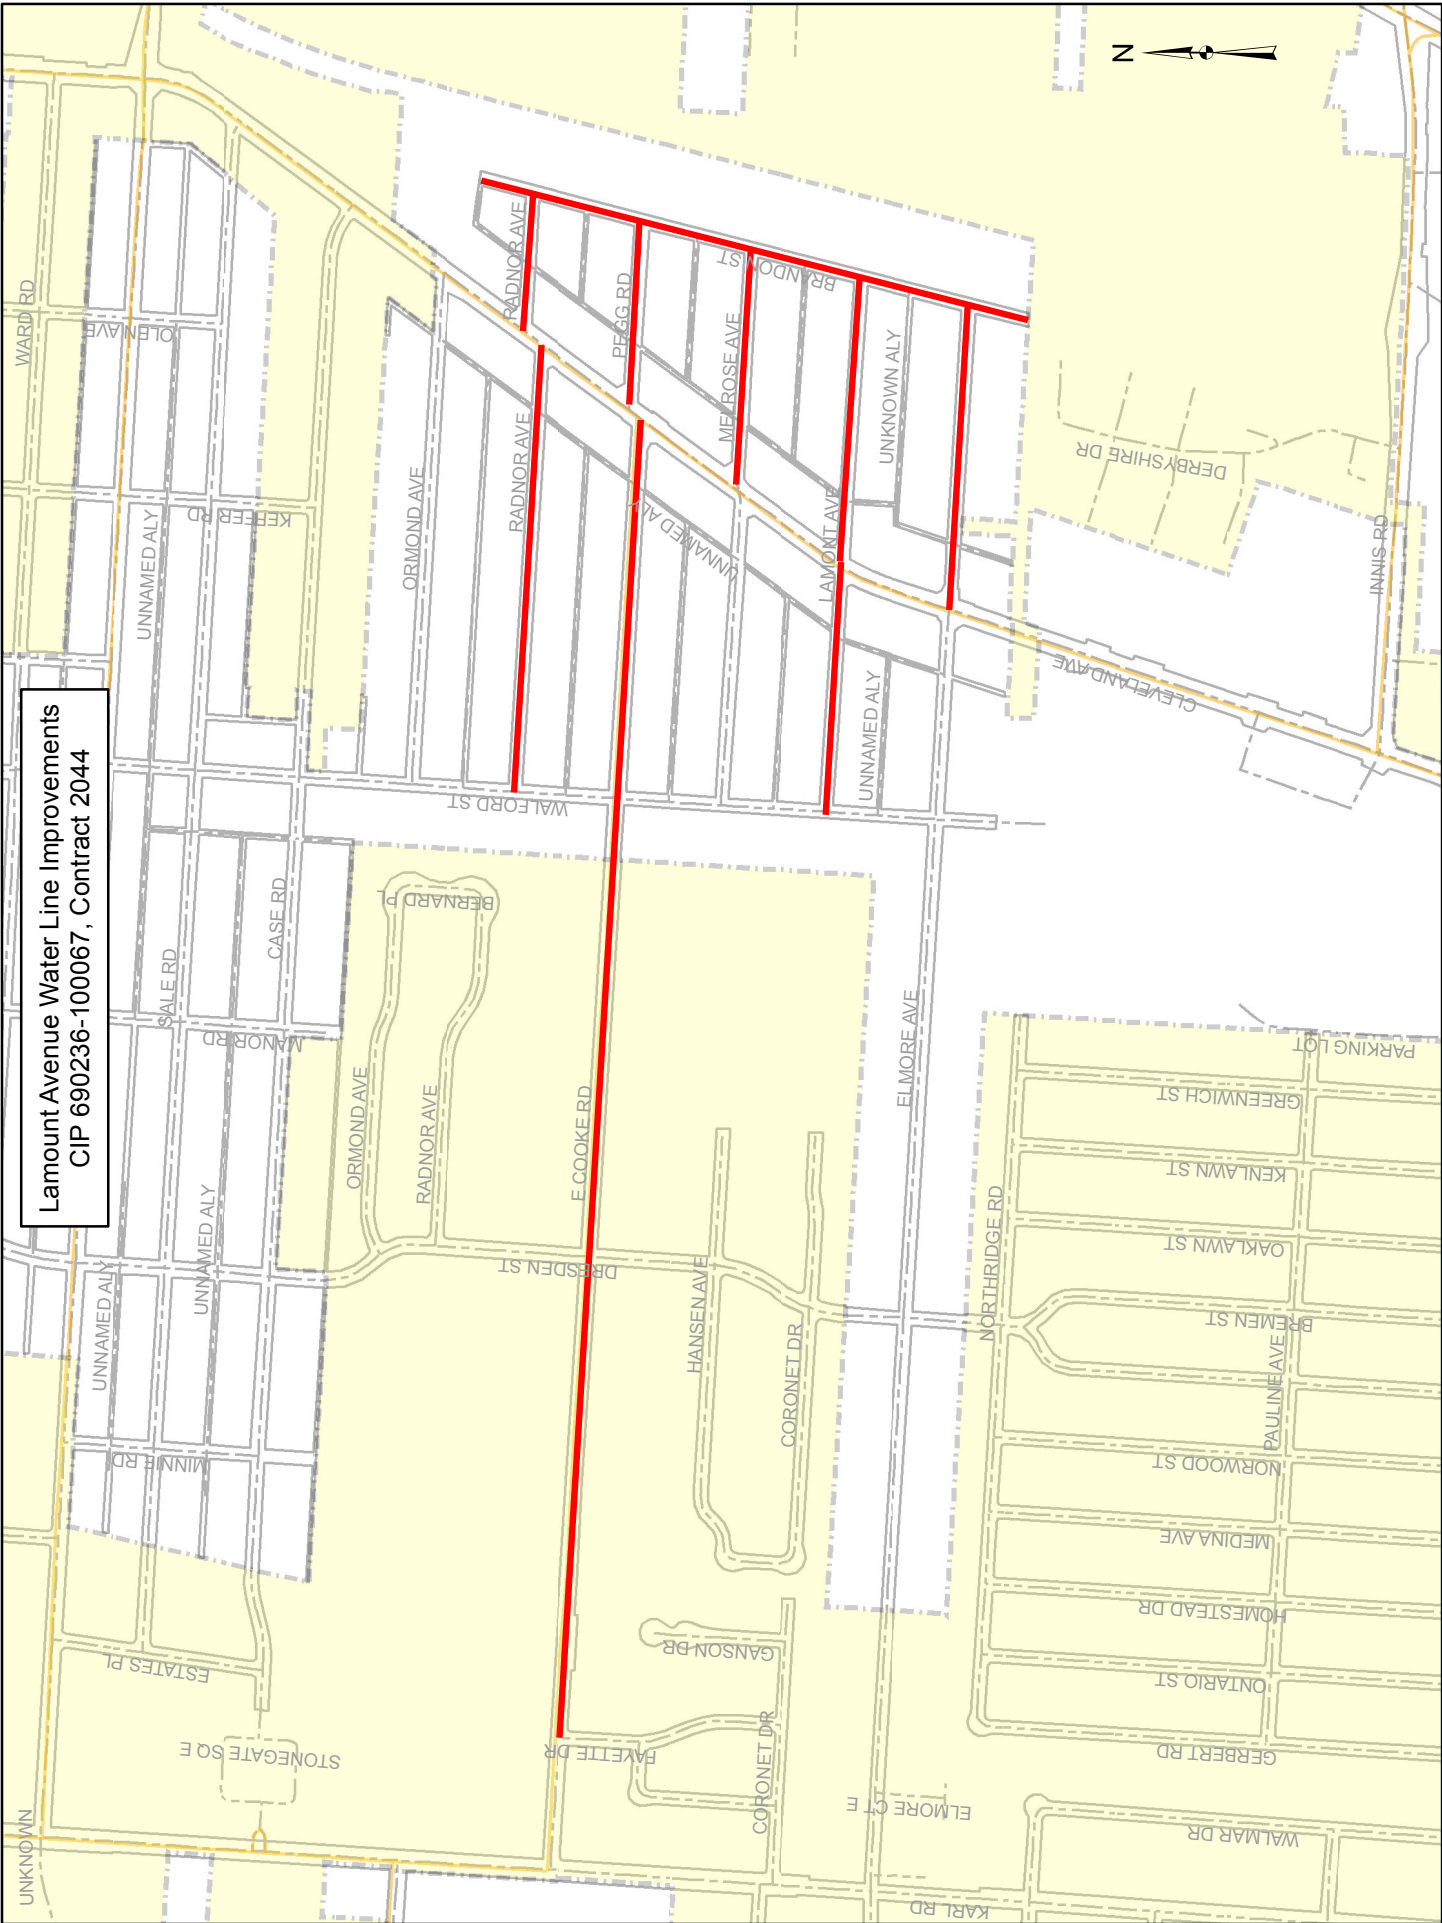 Lamount Avenue Water Line Improvements
CIP 690236-100067, Contract 2044
N
WARD RD
OLEN AVE
UNNAMED ALY
KEFFER RD
ORMOND AVE
RADNOR AVE
RADNOR AVE
PEGG RD
MELROSE AVE
BRANDON ST
UNKNOWN ALY
UNNAMED ALY
LAMONT AVE
UNNAMED ALY
DERBYSHIRE DR
CLEVELAND AVE
INNIS RD
WALFORD ST
SALE RD
CASE RD
MANOR RD
BERNARD PL
ORMOND AVE
RADNOR AVE
E COOKE RD
ELMORE AVE
PARKING LOT
GREENWICH ST
KENLAWN ST
OAKLAWN ST
NORTHRIDGE RD
BREMEN ST
PAULINE AVE
NORWOOD ST
MEDINA AVE
HOMESTEAD DR
ONTARIO ST
GERBERT RD
WALMAR DR
UNNAMED ALY
UNNAMED ALY
MINNIE RD
DRESDEN ST
HANSEN AVE
CORONET DR
GANSON DR
ESTATES PL
STONEGATE SQ E
FAYETTE DR
CORONET DR
ELMORE CT E
KARL RD
UNKNOWN